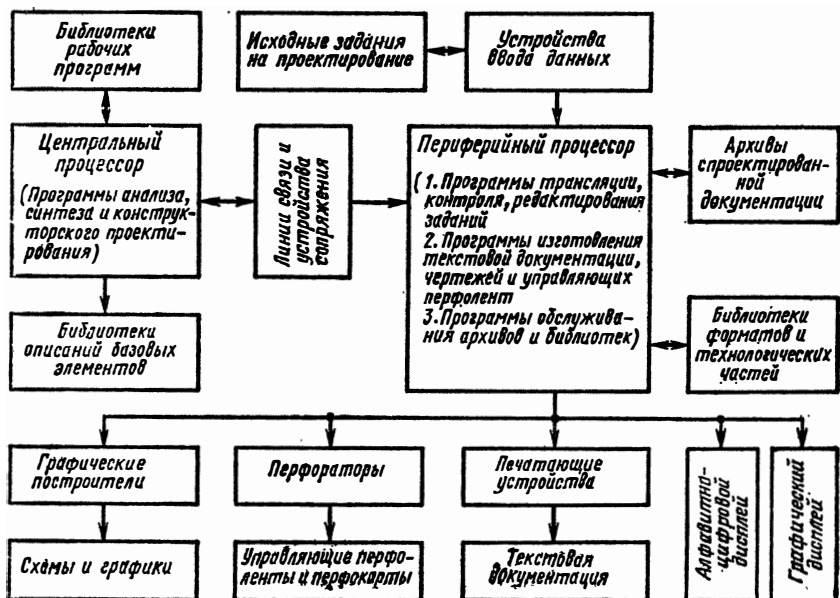 Библиотеки
рабочих
программ
Исходные задания
на проектирование
Устройства
ввода данных
Центральный
процессор
(Программы анализа,
синтеза и конструк-
торского проекти-
рования)
Линии связи и
устройства
сопряжения
Периферийный процессор
(1. Программы трансляции,
контроля, редактирования
заданий
2. Программы изготовления
текстовой документации,
чертежей и управляющих
перфолент
3. Программы обслужива-
ния архивов и библиотек)
Архивы
спроектирован-
ной
документации
Библиотеки
описаний базовых
элементов
Библиотеки
форматов и
технологических
частей
Графические
построители
Перфораторы
Печатающие
устройства
Алфавитно-
цифровой
дисплей
Графический
дисплей
Схемы и графики
Управляющие перфо-
ленты и перфокарты
Текстовая
документация